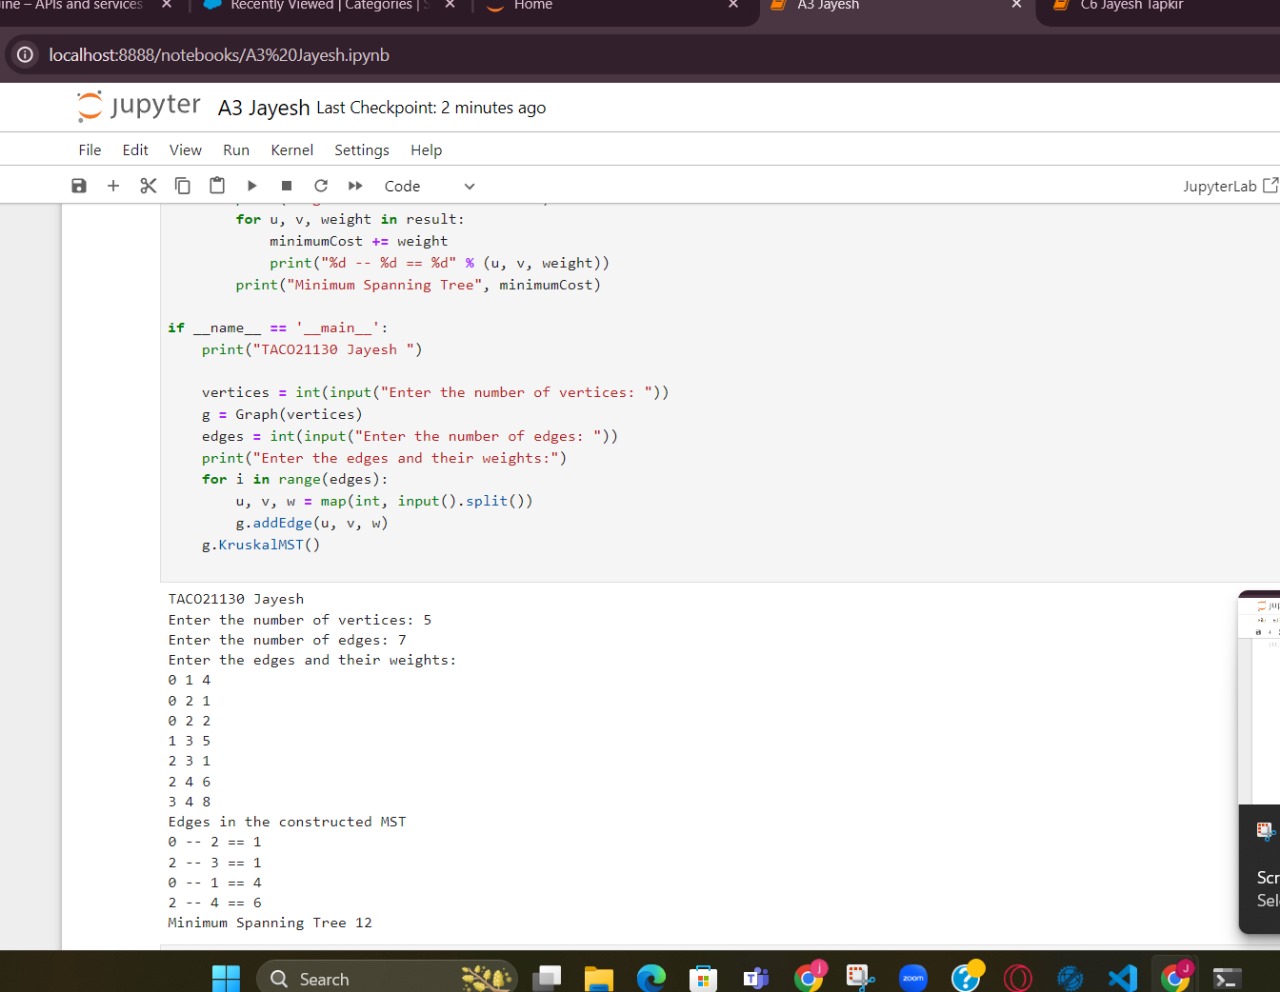 ine – APIs and services
Recently Viewed | Categories |
Home
A3 Jayesh
C6 Jayesh Tapkir
localhost:8888/notebooks/A3%20Jayesh.ipynb
jupyter A3 Jayesh Last Checkpoint: 2 minutes ago
File Edit View Run Kernel Settings Help
Code
JupyterLab
for u, v, weight in result:
minimumCost += weight
print("%d -- %d == %d" % (u, v, weight))
print("Minimum Spanning Tree", minimumCost)
if __name__ == '__main__':
print("TACO21130 Jayesh ")
vertices = int(input("Enter the number of vertices: "))
g = Graph(vertices)
edges = int(input("Enter the number of edges: "))
print("Enter the edges and their weights:")
for i in range(edges):
u, v, w = map(int, input().split())
g.addEdge(u, v, w)
g.KruskalMST()
TACO21130 Jayesh
Enter the number of vertices: 5
Enter the number of edges: 7
Enter the edges and their weights:
0 1 4
0 2 1
0 2 2
1 3 5
2 3 1
2 4 6
3 4 8
Edges in the constructed MST
0 -- 2 == 1
2 -- 3 == 1
0 -- 1 == 4
2 -- 4 == 6
Minimum Spanning Tree 12
Scr
Sel
Search
zoom